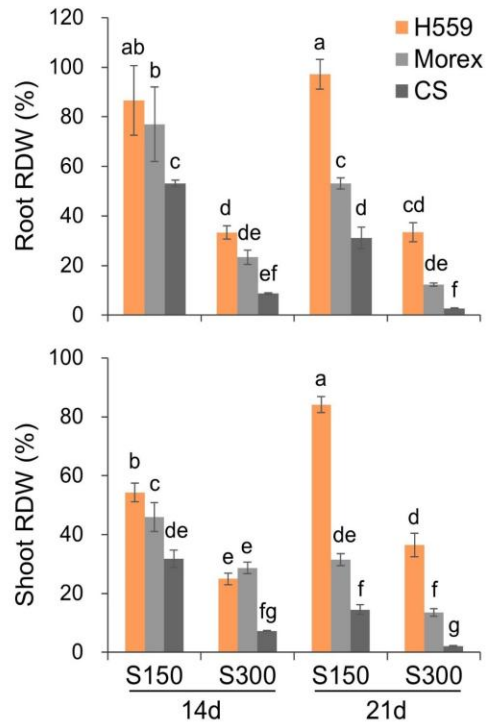 H559
Morex
CS
Root RDW (%)
120
100
80
60
40
20
0
ab b c d de ef a c d cd de f
Shoot RDW (%)
100
80
60
40
20
0
b c de e e fg a de f d f g
S150 S300 S150 S300
14d 21d